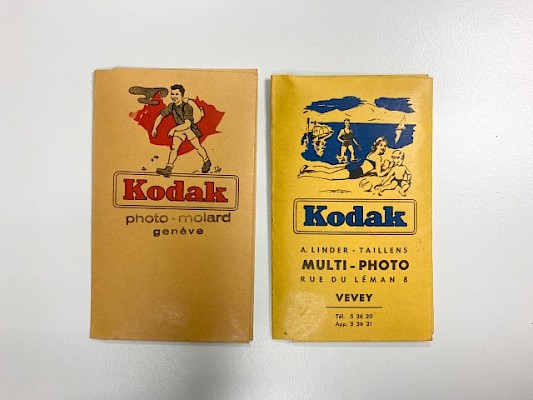 Kodak
photo-molard
genève
Kodak
A. LINDER - TAILLENS
MULTI - PHOTO
RUE DU LÉMAN 8
VEVEY
Tél. 5 36 20
App. 5 36 21